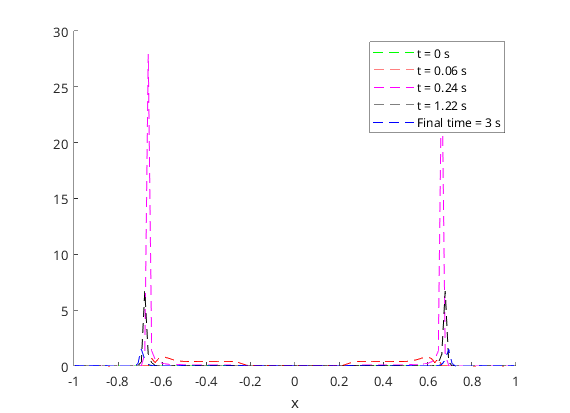 30
25
20
15
10
5
0
-1 -0.8 -0.6 -0.4 -0.2 0 0.2 0.4 0.6 0.8 1
x
t = 0 s
t = 0.06 s
t = 0.24 s
t = 1.22 s
Final time = 3 s